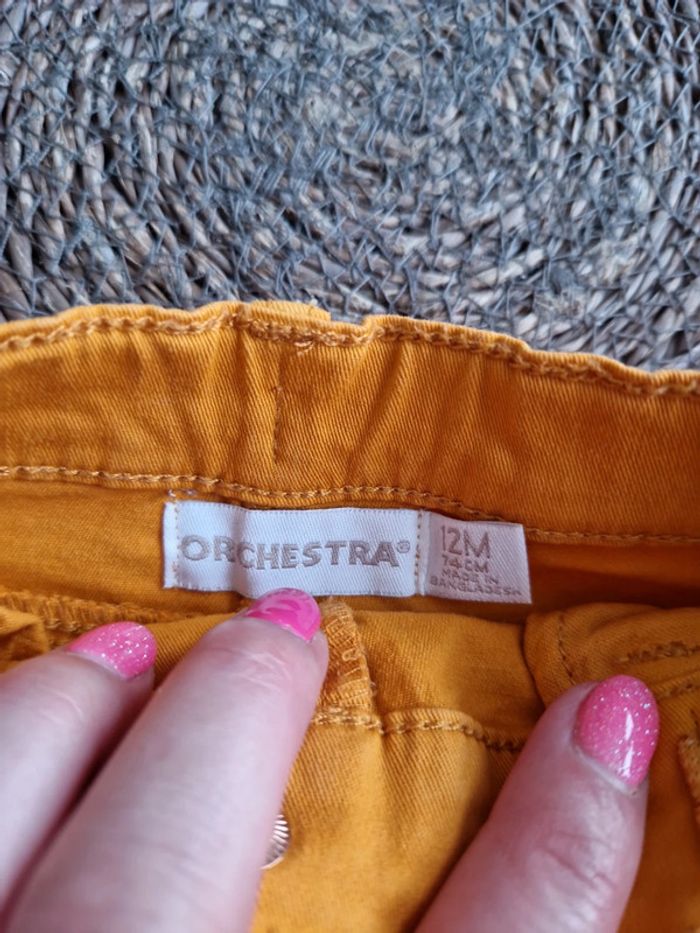 ORCHESTRA®
12M
74CM
MADE IN
BANGLADESH